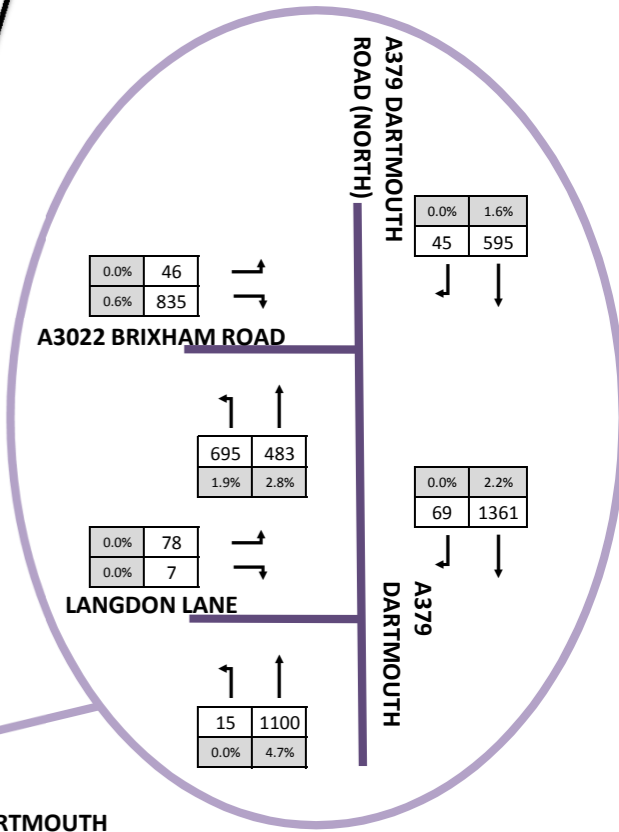 A379 DARTMOUTH
ROAD (NORTH)
0.0% 1.6%
45 595
0.0% 46
0.6% 835
A3022 BRIXHAM ROAD
695 483
1.9% 2.8%
0.0% 2.2%
69 1361
0.0% 78
0.0% 7
LANGDON LANE
A379
DARTMOUTH
15 1100
0.0% 4.7%
RTMOUTH